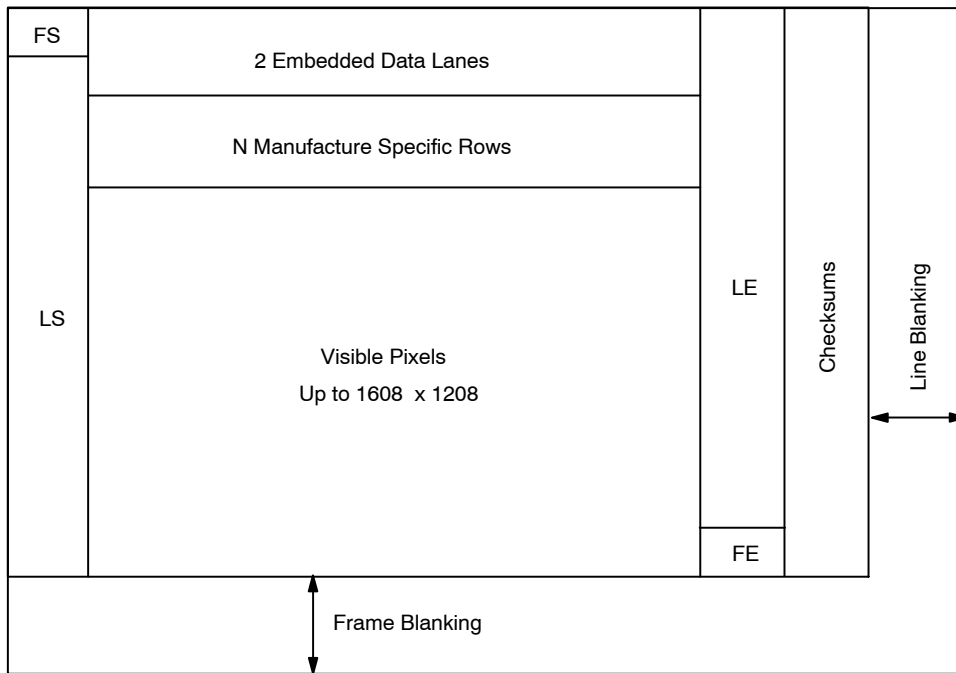 FS
2 Embedded Data Lanes
N Manufacture Specific Rows
LS
Visible Pixels
Up to 1608 x 1208
LE
FE
Checksums
Line Blanking
Frame Blanking